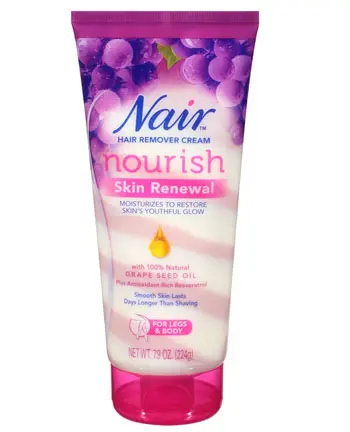 Nair™
HAIR REMOVER CREAM
nourish
Skin Renewal
MOISTURIZES TO RESTORE
SKIN'S YOUTHFUL GLOW
with 100% Natural
GRAPE SEED OIL
Plus Antioxidant Rich Resveratrol
Smooth Skin Lasts
Days Longer Than Shaving
FOR LEGS
& BODY
NET WT. 7.9 OZ. (224g)